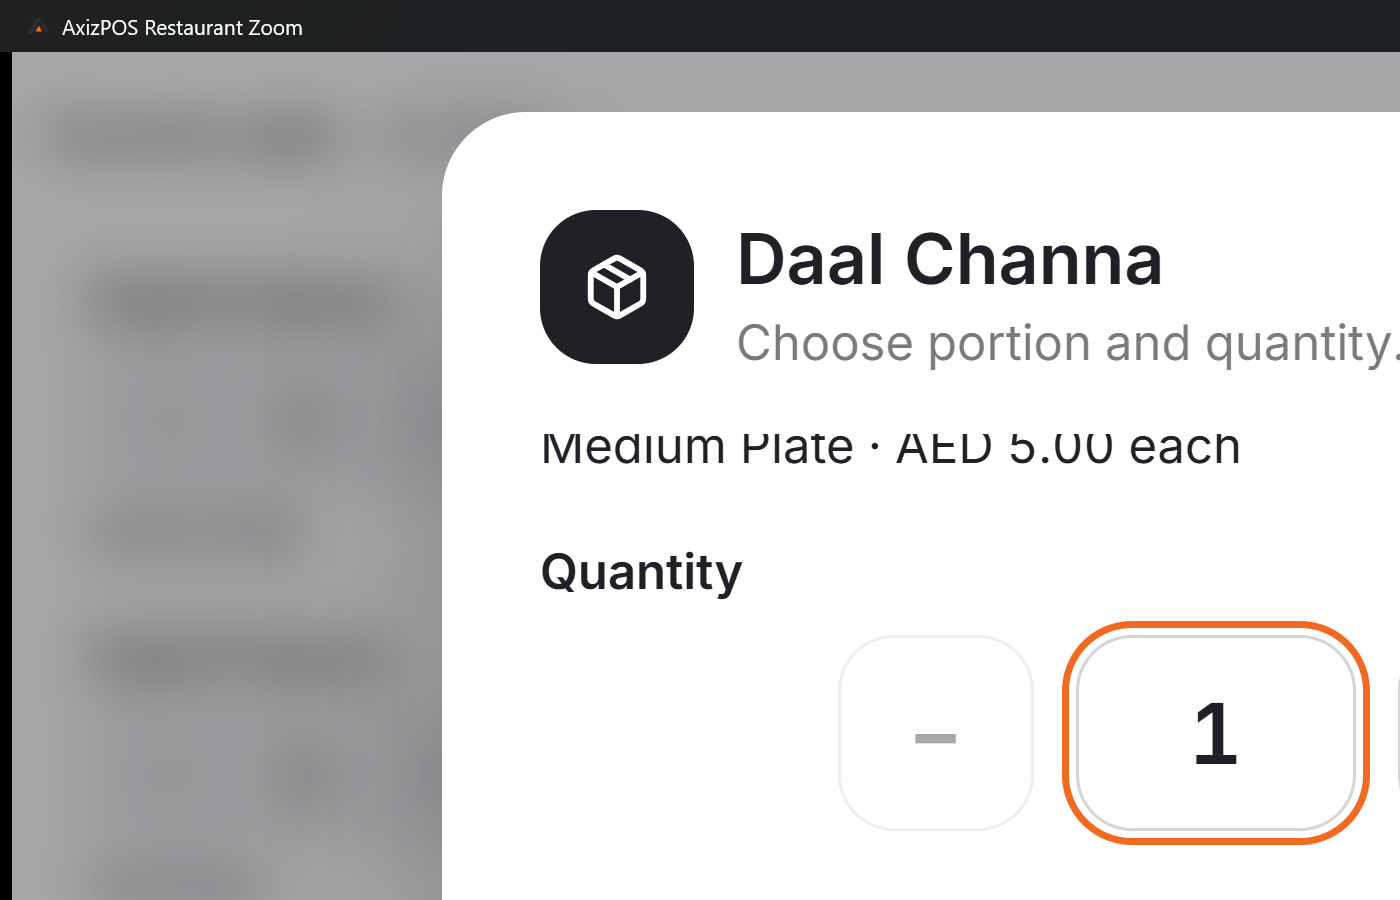 AxizPOS Restaurant Zoom
Daal Channa
Choose portion and quantity.
Medium Plate · AED 5.00 each
Quantity
–
1